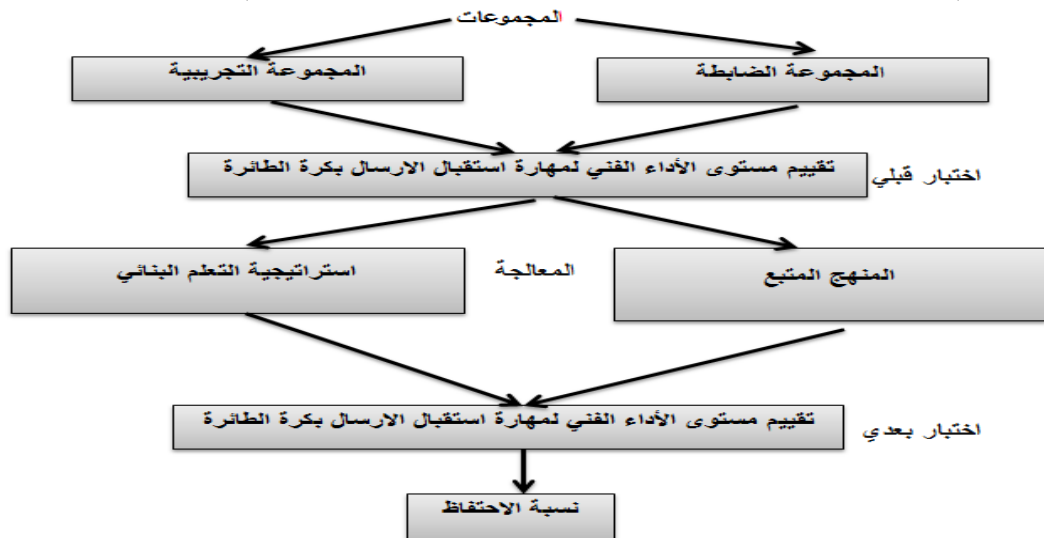 المجموعات
المجموعة الضابطة
المجموعة التجريبية
اختبار قبلي
تقييم مستوى الأداء الفني لمهارة استقبال الارسال بكرة الطائرة
المنهج المتبع
المعالجة
استراتيجية التعلم البنائي
اختبار بعدي
تقييم مستوى الأداء الفني لمهارة استقبال الارسال بكرة الطائرة
نسبة الاحتفاظ